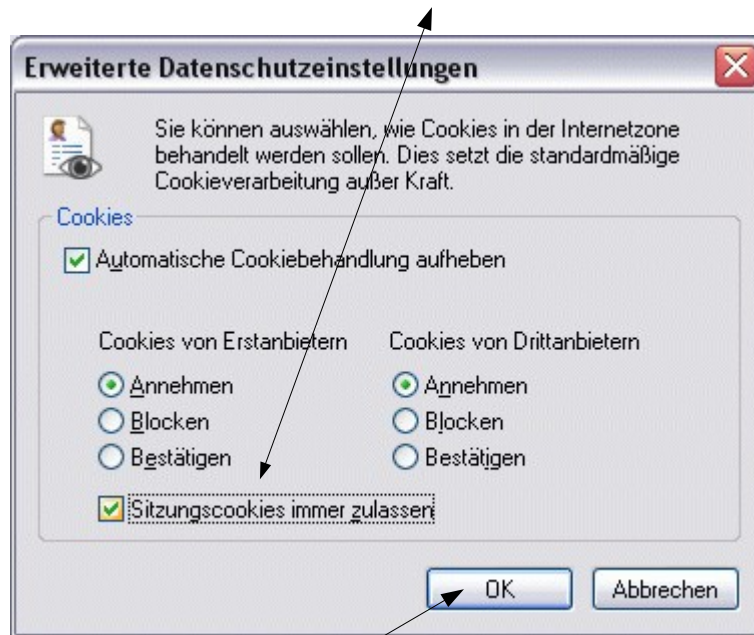 Erweiterte Datenschutzeinstellungen
Sie können auswählen, wie Cookies in der Internetzone
behandelt werden sollen. Dies setzt die standardmäßige
Cookieverarbeitung außer Kraft.
Cookies
Automatische Cookiebehandlung aufheben
Cookies von Erstanbietern Cookies von Drittanbietern
Annehmen Annehmen
Blocken Blocken
Bestätigen Bestätigen
Sitzungscookies immer zulassen
OK Abbrechen